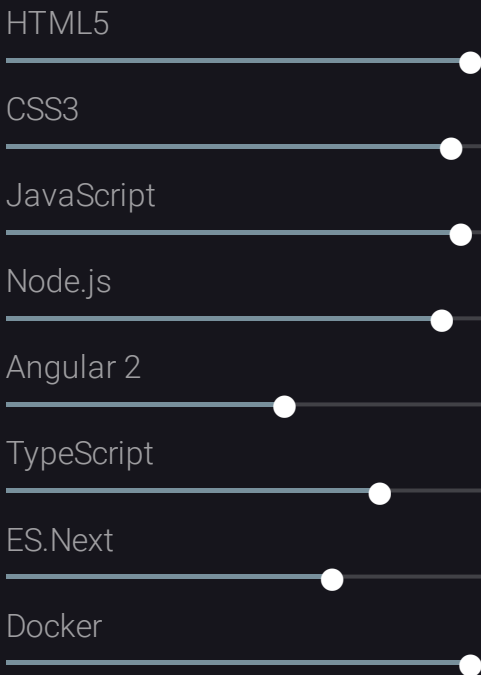 HTML5
CSS3
JavaScript
Node.js
Angular 2
TypeScript
ES.Next
Docker